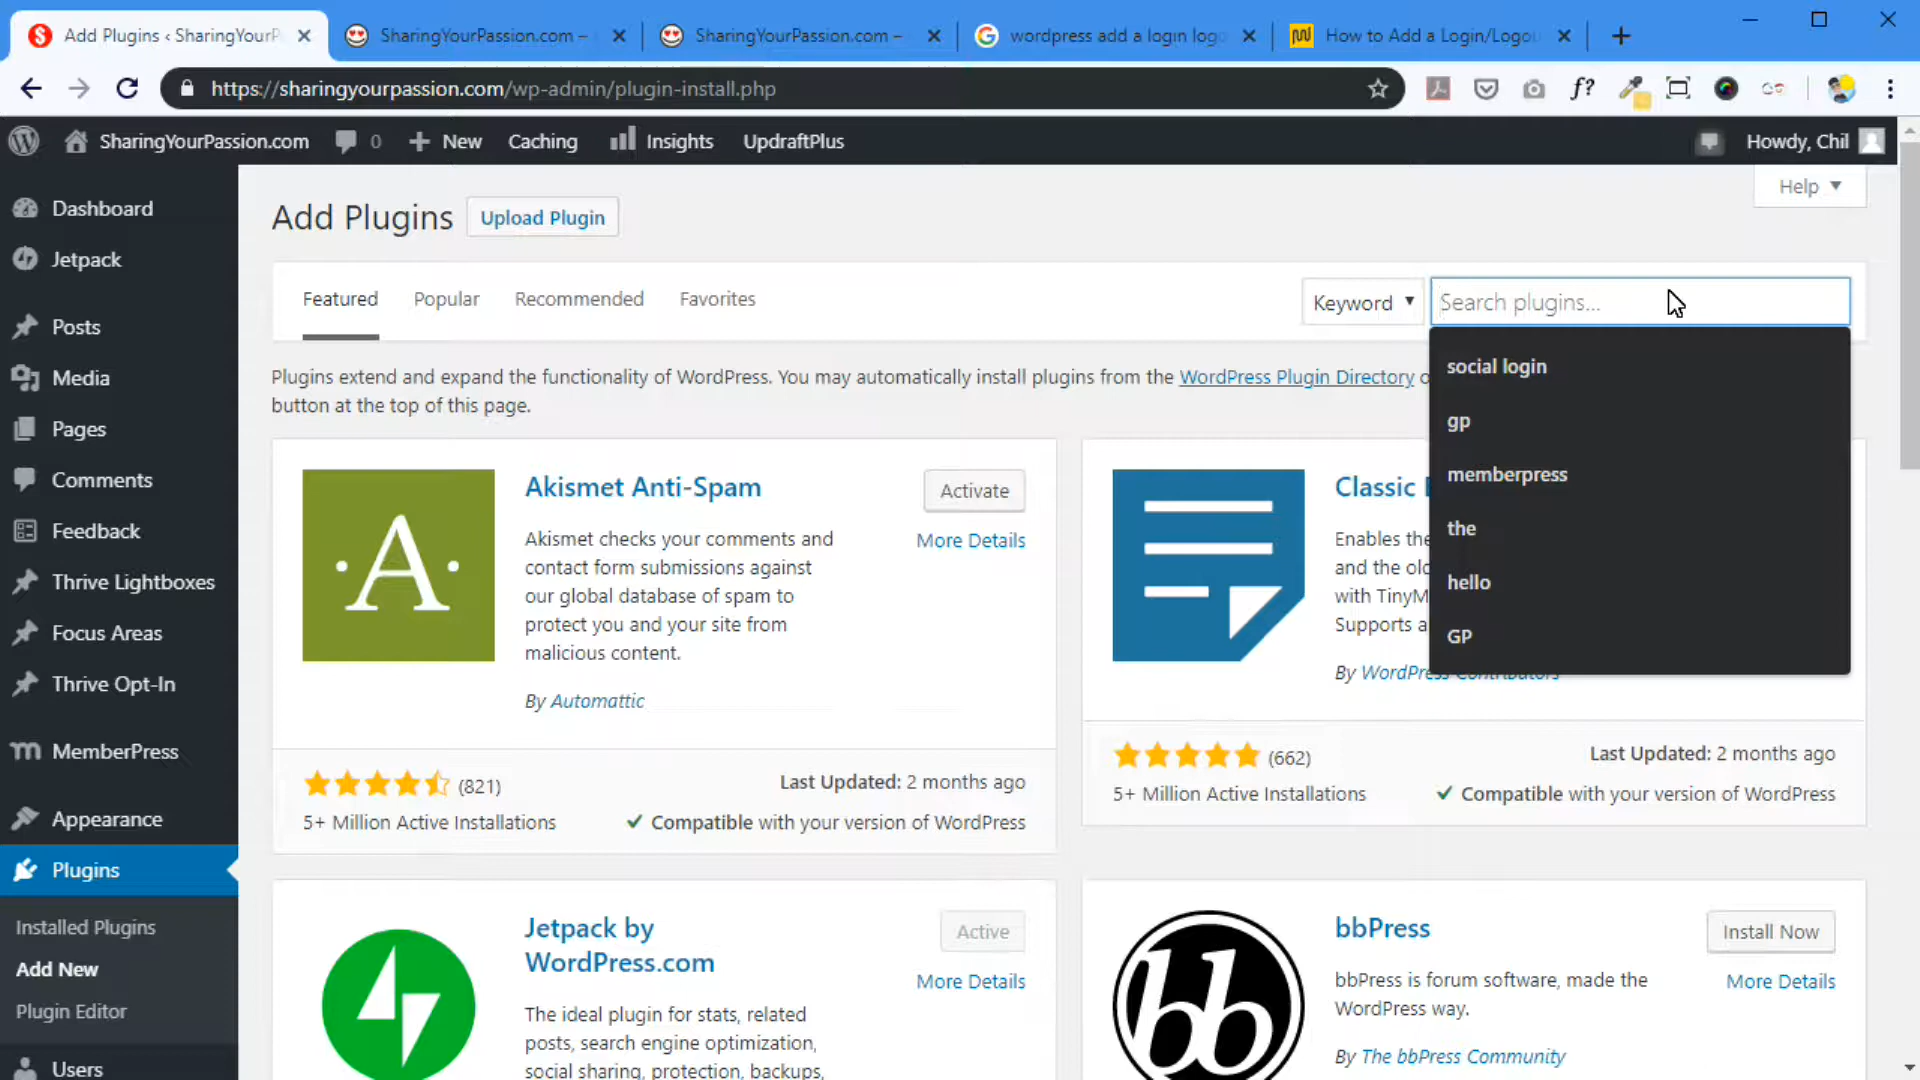 Add Plugins ‹ SharingYourP
SharingYourPassion.com –
SharingYourPassion.com –
wordpress add a login logo
How to Add a Login/Logou
https://sharingyourpassion.com/wp-admin/plugin-install.php
f?
SharingYourPassion.com
0
New
Caching
Insights
UpdraftPlus
Howdy, Chil
Dashboard
Jetpack
Posts
Media
Pages
Comments
Feedback
Thrive Lightboxes
Focus Areas
Thrive Opt-In
MemberPress
Appearance
Plugins
Installed Plugins
Add New
Plugin Editor
Users
Help
Add Plugins
Upload Plugin
Featured
Popular
Recommended
Favorites
Keyword
Search plugins...
social login
gp
memberpress
the
hello
GP
Plugins extend and expand the functionality of WordPress. You may automatically install plugins from the WordPress Plugin Directory o
button at the top of this page.
A
Akismet Anti-Spam
Activate
More Details
Akismet checks your comments and
contact form submissions against
our global database of spam to
protect you and your site from
malicious content.
By Automattic
(821)
Last Updated: 2 months ago
5+ Million Active Installations
Compatible with your version of WordPress
Classic
Enables the
and the old
with TinyM
Supports a
By WordPress Contributors
(662)
Last Updated: 2 months ago
5+ Million Active Installations
Compatible with your version of WordPress
Jetpack by
WordPress.com
Active
More Details
The ideal plugin for stats, related
posts, search engine optimization,
social sharing, protection, backups,
bb
bbPress
Install Now
More Details
bbPress is forum software, made the
WordPress way.
By The bbPress Community